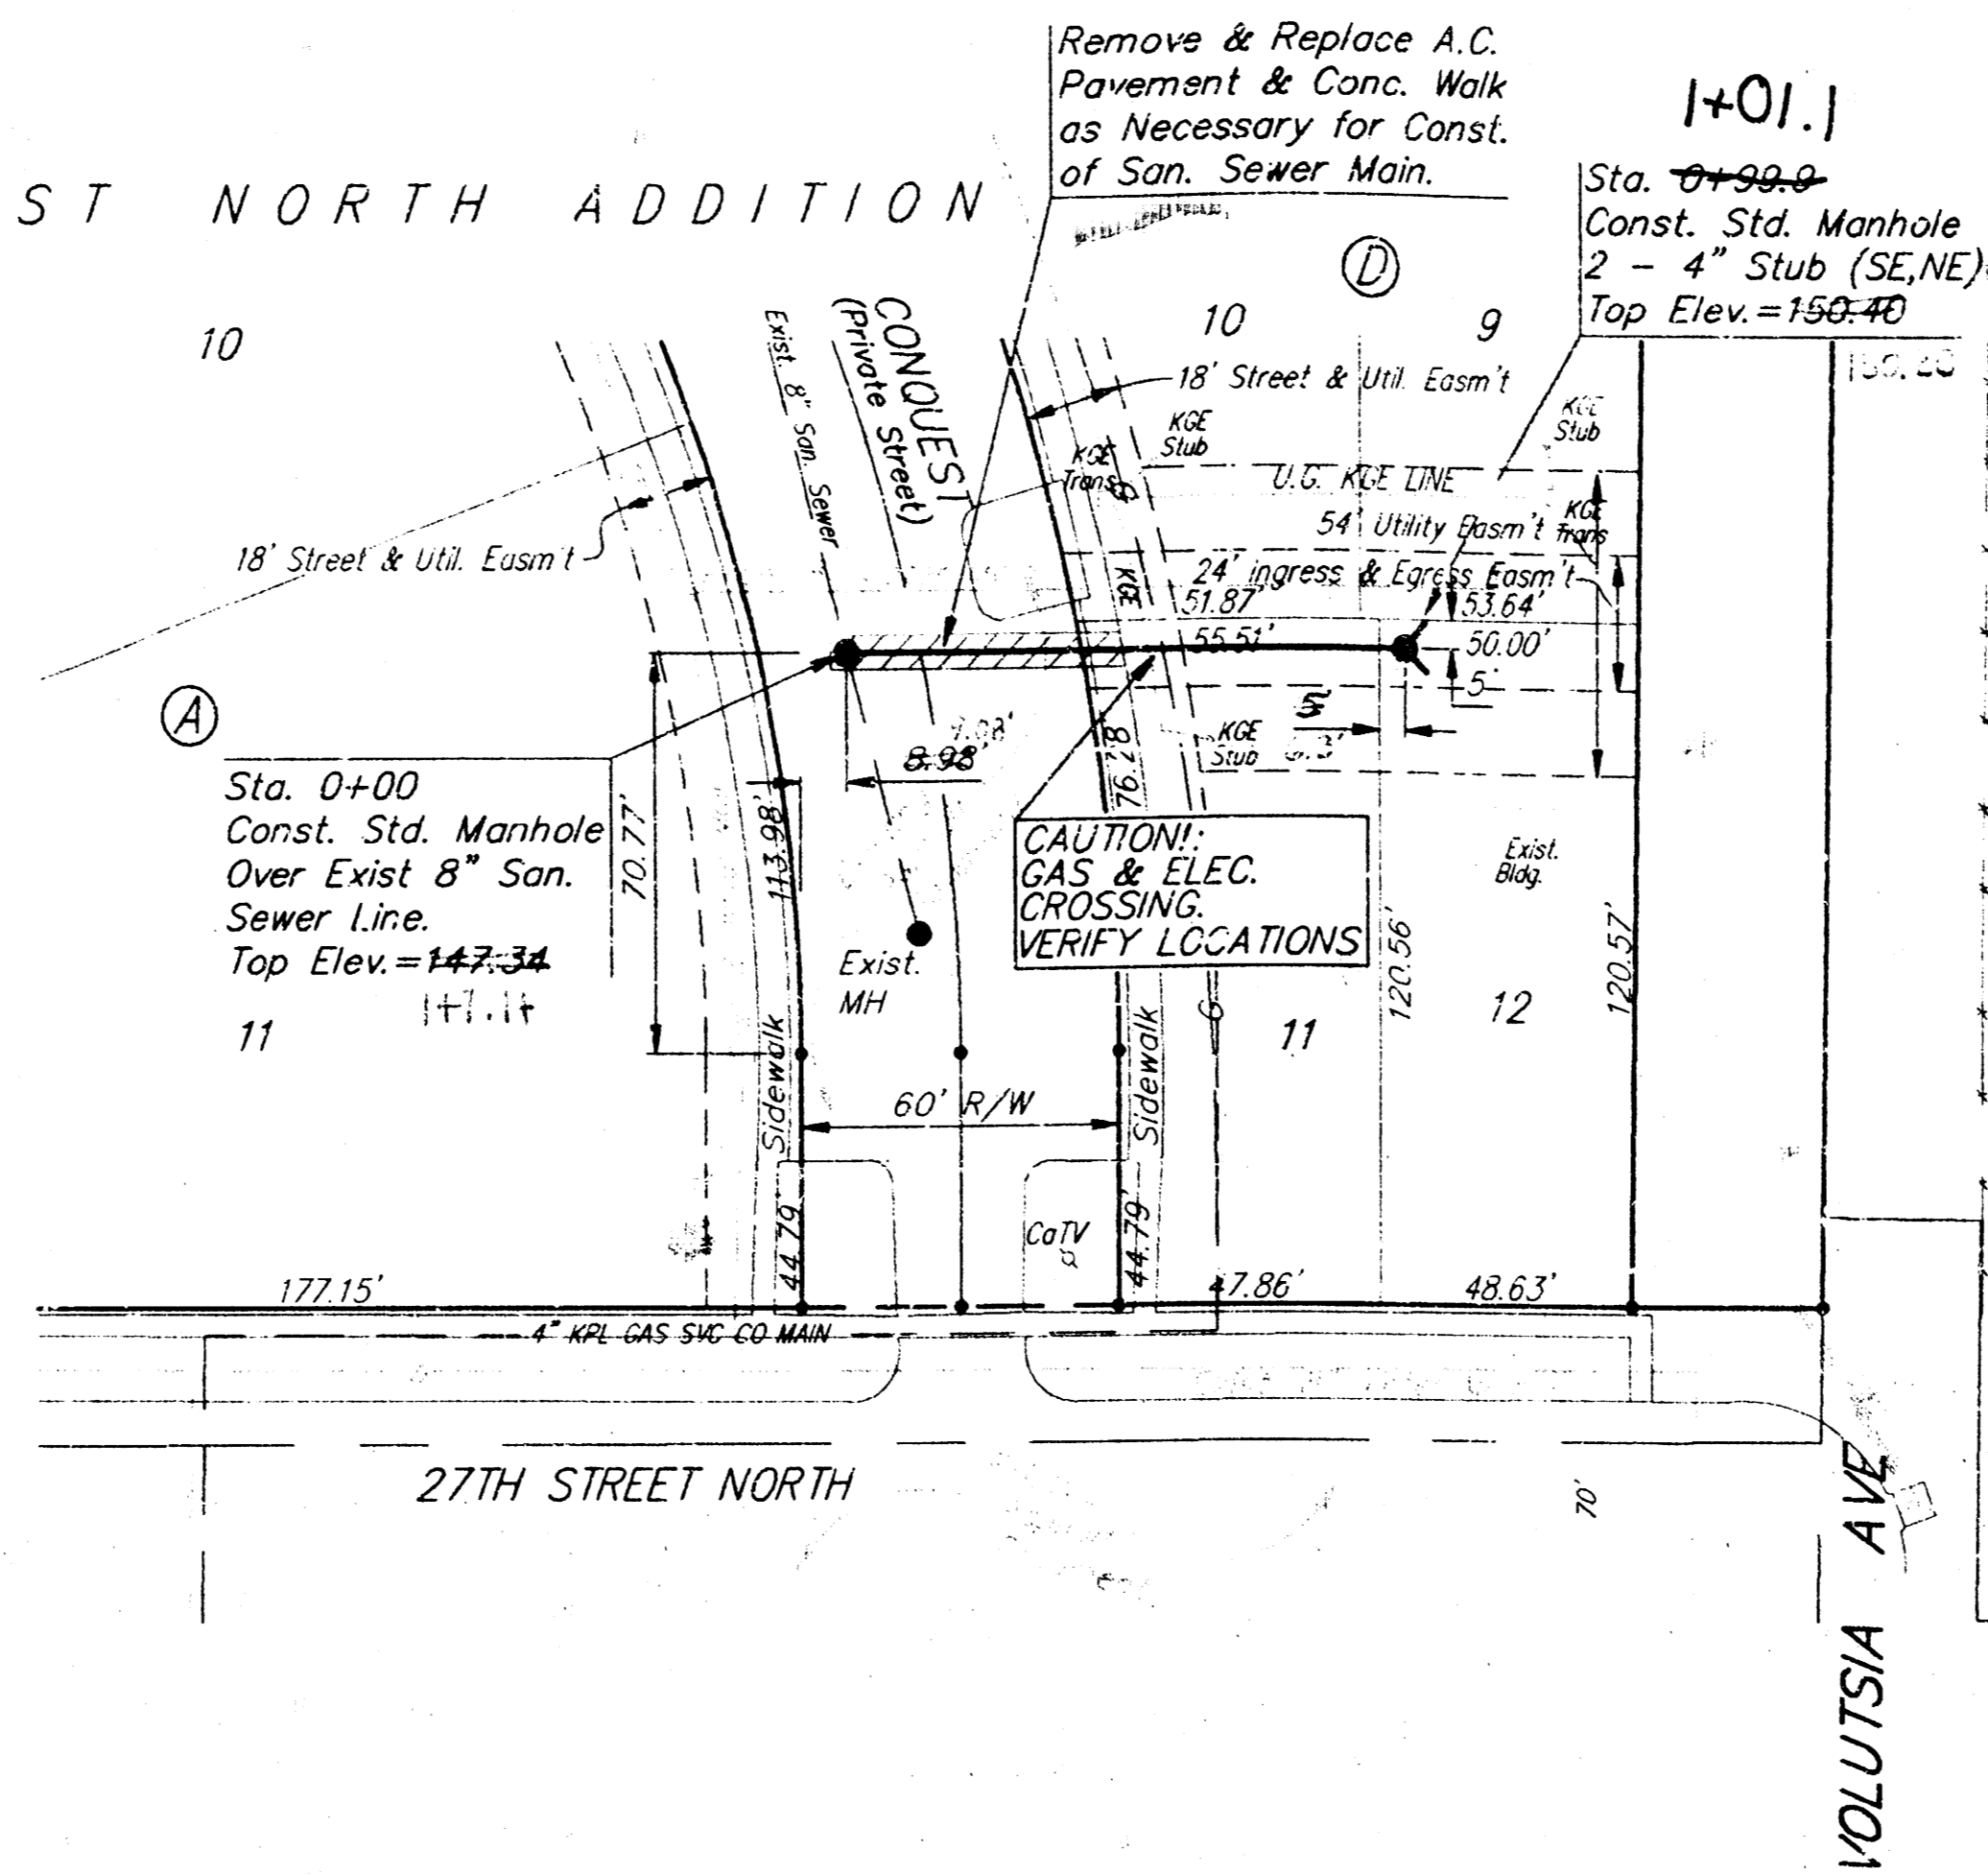 Remove & Replace A.C.
Pavement & Conc. Walk
as Necessary for Const.
of San. Sewer Main.
1+01.1
Sta. 0+99.9
Const. Std. Manhole
2 - 4" Stub (SE,NE)
Top Elev.=150.40
ST NORTH ADDITION
D
10
10
9
Exist. 8" San. Sewer
CONQUEST
(Private Street)
18' Street & Util. Easm't
KGE
Stub
KGE
Stub
KGE
Trans
U.G. KGE LINE
54' Utility Easm't
KGE
Trans
18' Street & Util. Easm't
24' ingress & Egress Easm't
KGE
51.87'
53.64'
55.51'
50.00'
5'
5'
6.3'
A
9.08'
8.98'
76.28'
KGE
Stub
Sta. 0+00
Const. Std. Manhole
Over Exist 8" San.
Sewer Line.
Top Elev.=147.34
147.14
70.77'
113.98'
CAUTION!:
GAS & ELEC.
CROSSING.
VERIFY LOCATIONS
Exist.
Bldg.
Exist.
MH
120.56'
120.57'
11
11
12
G
Sidewalk
Sidewalk
60' R/W
44.79'
CaTV
44.79'
177.15'
47.86'
48.63'
4" KPL GAS SVC CO MAIN
27TH STREET NORTH
70'
VOLUTSIA AVE